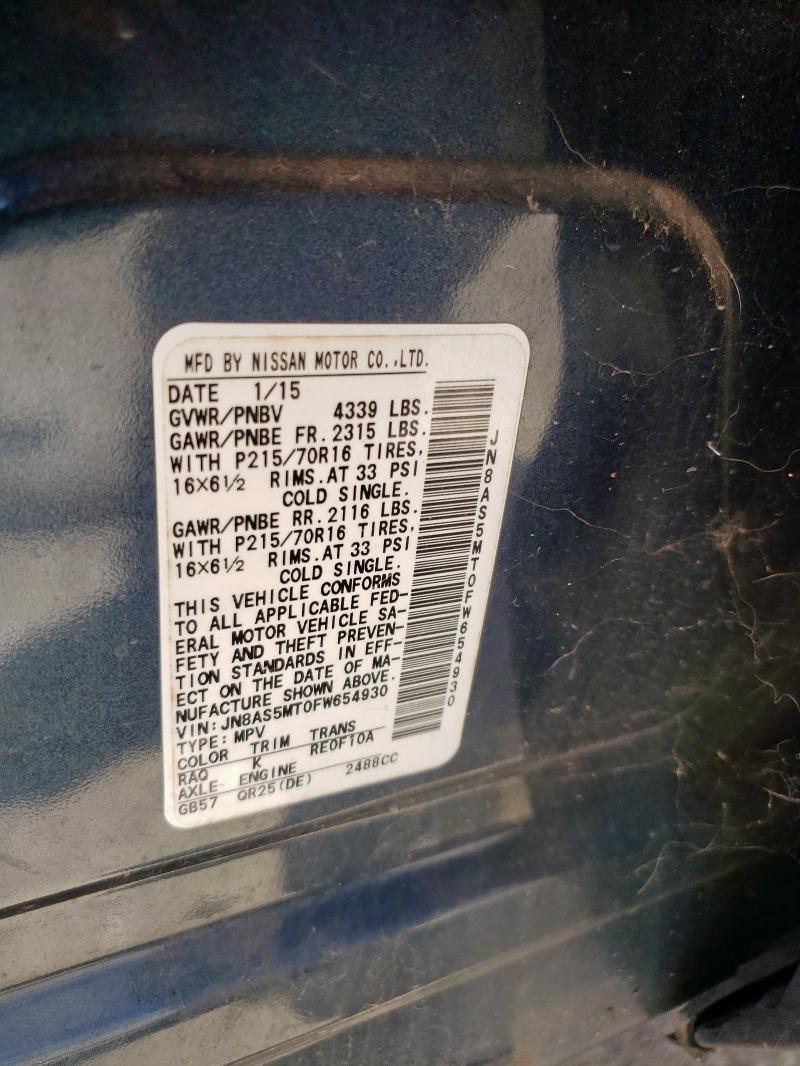 MFD BY NISSAN MOTOR CO.,LTD.
DATE 1/15
GVWR/PNBV 4339 LBS.
GAWR/PNBE FR. 2315 LBS.
WITH P215/70R16 TIRES,
16×6½ RIMS.AT 33 PSI
COLD SINGLE.
GAWR/PNBE RR. 2116 LBS.
WITH P215/70R16 TIRES,
16×6½ RIMS.AT 33 PSI
COLD SINGLE.
THIS VEHICLE CONFORMS
TO ALL APPLICABLE FED-
ERAL MOTOR VEHICLE SA-
FETY AND THEFT PREVEN-
TION STANDARDS IN EFF-
ECT ON THE DATE OF MA-
NUFACTURE SHOWN ABOVE.
VIN:JN8AS5MT0FW654930
TYPE:MPV
COLOR TRIM TRANS
RAQ K RE0F10A
AXLE ENGINE
GB57 QR25(DE) 2488CC
JN8AS5MT0FW654930